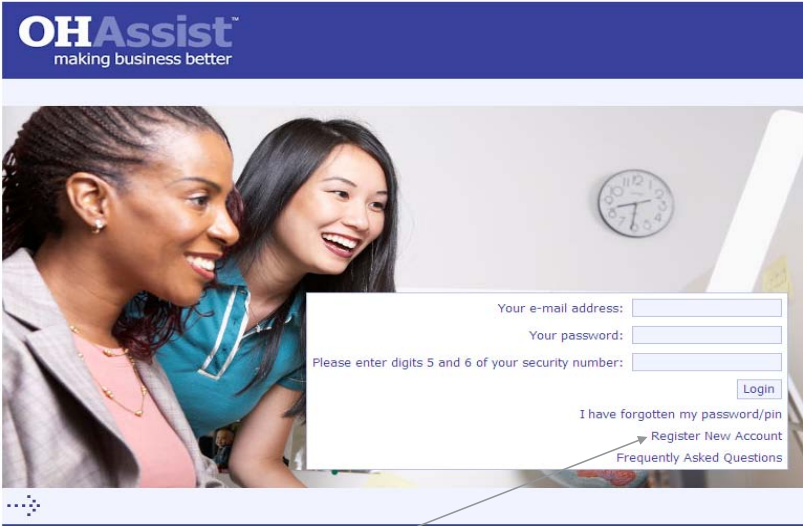 OHAssist™
making business better
Your e-mail address:
Your password:
Please enter digits 5 and 6 of your security number:
Login
I have forgotten my password/pin
Register New Account
Frequently Asked Questions